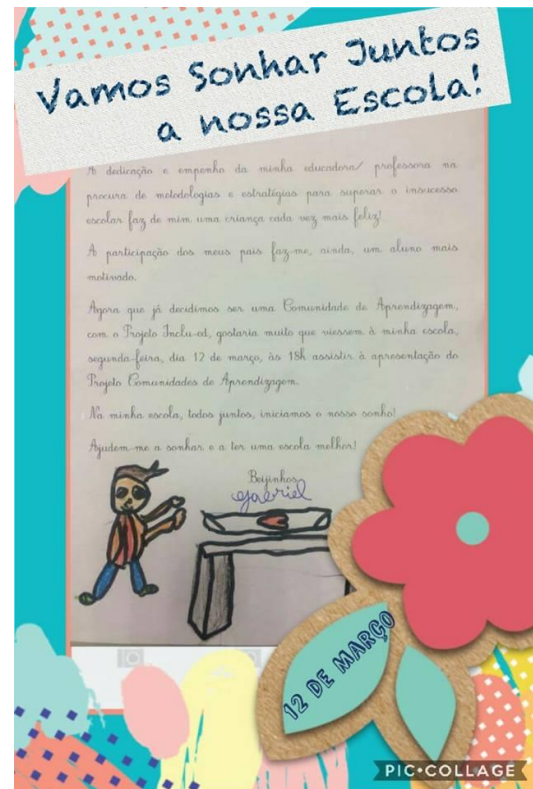 Vamos Sonhar Juntos
a nossa Escola!
A dedicação e empenho da minha educadora/ professora na
procura de metodologias e estratégias para superar o insucesso
escolar faz de mim uma criança cada vez mais feliz!
A participação dos meus pais faz-me, ainda, um aluno mais
motivado.
Agora que já decidimos ser uma Comunidade de Aprendizagem,
com o Projeto Inclu-ed, gostaria muito que viessem à minha escola,
segunda-feira, dia 12 de março, às 18h assistir à apresentação do
Projeto Comunidades de Aprendizagem.
Na minha escola, todos juntos, iniciamos o nosso sonho!
Ajudem-me a sonhar e a ter uma escola melhor!
Beijinhos
gabriel
12 DE MARÇO
PIC•COLLAGE